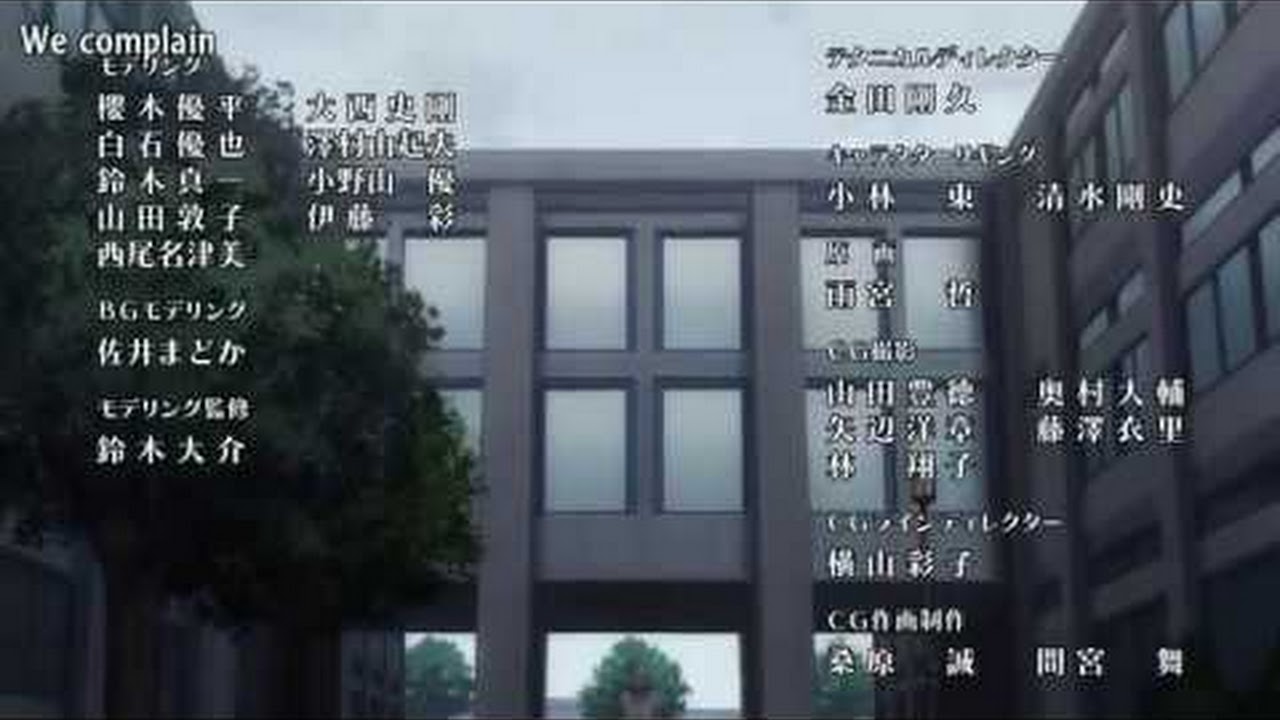 We complain
モデリング
櫻木優平 大西史剛
白石優也 澤村由起夫
鈴木真一 小野山 優
山田敦子 伊藤 彩
西尾名津美
BGモデリング
佐井まどか
モデリング監修
鈴木大介
テクニカルディレクター
金田剛久
キャラクターリギング
小林 東 清水剛史
原画
雨宮 哲
CG撮影
山田豊徳 奥村大輔
矢辺洋章 藤澤衣里
林 翔子
CGラインディレクター
横山彩子
CG作画制作
桑原 誠 間宮 舞